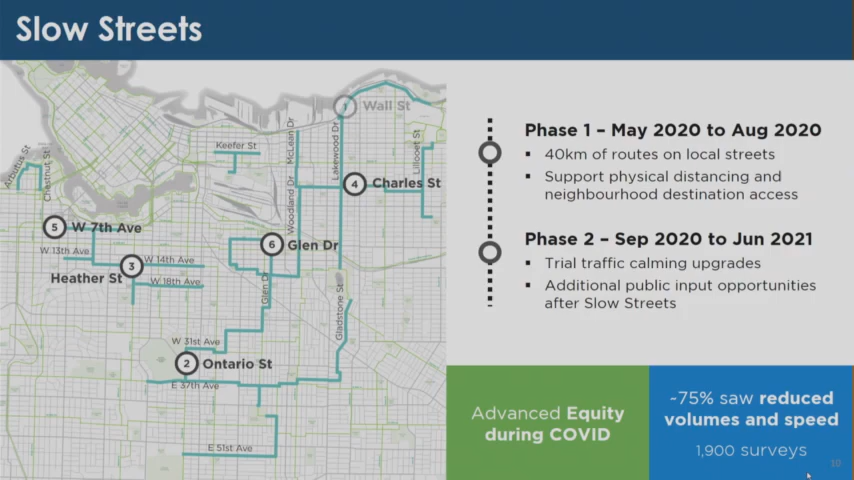 Slow Streets
1
Wall St
Arbutus St
Chestnut St
Keefer St
McLean Dr
Lakewood Dr
Lillooet St
4
Charles St
Woodland Dr
5
W 7th Ave
6
Glen Dr
W 13th Ave
W 14th Ave
3
Heather St
W 18th Ave
Glen Dr
Gladstone St
W 31st Ave
2
Ontario St
E 37th Ave
E 51st Ave
Phase 1 – May 2020 to Aug 2020
▪ 40km of routes on local streets
▪ Support physical distancing and
neighbourhood destination access
Phase 2 – Sep 2020 to Jun 2021
▪ Trial traffic calming upgrades
▪ Additional public input opportunities
after Slow Streets
Advanced Equity
during COVID
~75% saw reduced
volumes and speed
1,900 surveys
10